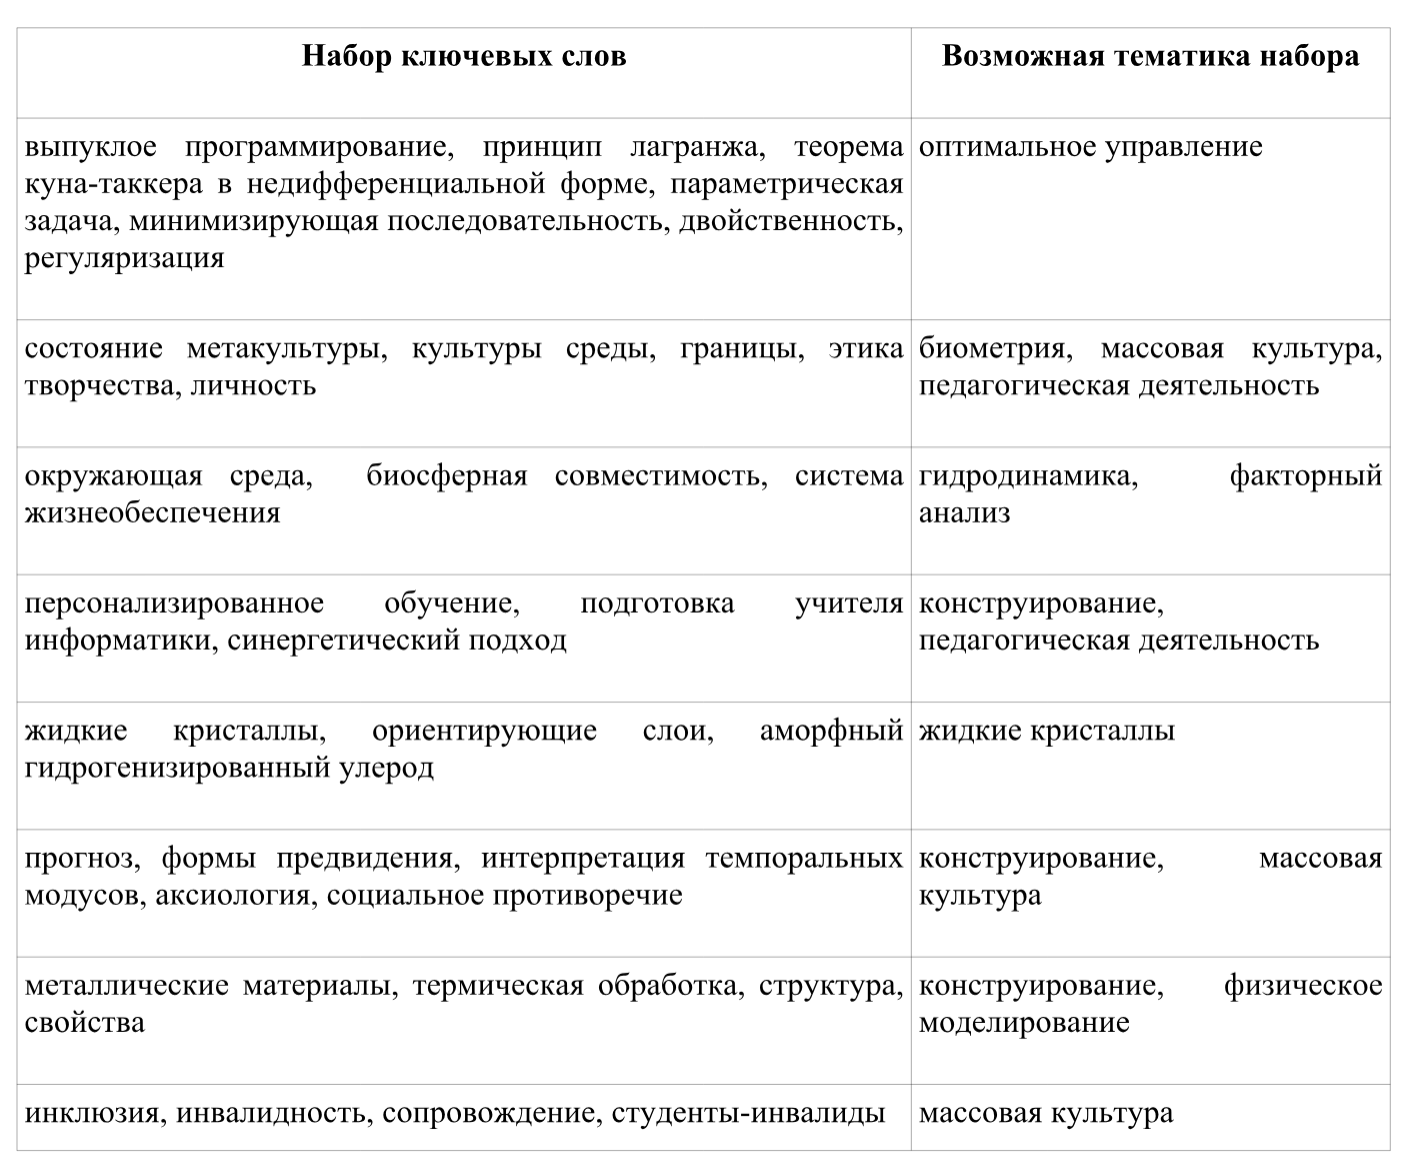 Набор ключевых слов
Возможная тематика набора
выпуклое программирование, принцип лагранжа, теорема
куна-таккера в недифференциальной форме, параметрическая
задача, минимизирующая последовательность, двойственность,
регуляризация
оптимальное управление
состояние метакультуры, культуры среды, границы, этика
творчества, личность
биометрия, массовая культура,
педагогическая деятельность
окружающая среда, биосферная совместимость, система
жизнеобеспечения
гидродинамика, факторный
анализ
персонализированное обучение, подготовка учителя
информатики, синергетический подход
конструирование,
педагогическая деятельность
жидкие кристаллы, ориентирующие слои, аморфный
гидрогенизированный улерод
жидкие кристаллы
прогноз, формы предвидения, интерпретация темпоральных
модусов, аксиология, социальное противоречие
конструирование, массовая
культура
металлические материалы, термическая обработка, структура,
свойства
конструирование, физическое
моделирование
инклюзия, инвалидность, сопровождение, студенты-инвалиды
массовая культура